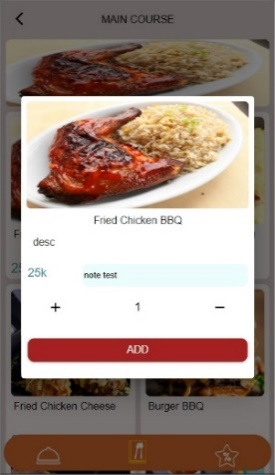 MAIN COURSE
Fried Chicken BBQ
desc
25k
note test
+ 1 −
ADD
Fried Chicken Cheese
Burger BBQ